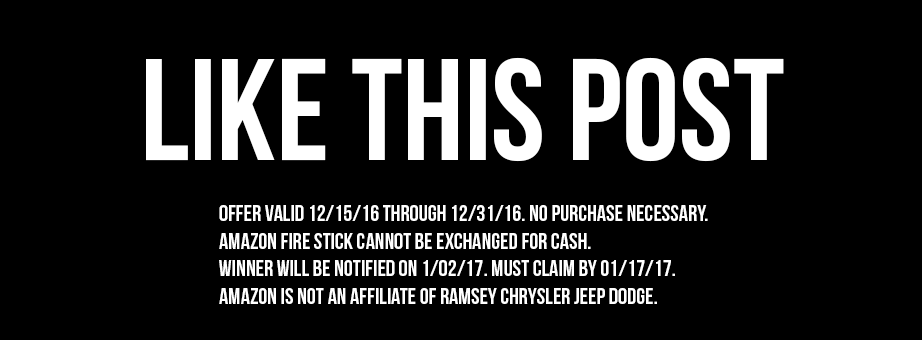 LIKE THIS POST
OFFER VALID 12/15/16 THROUGH 12/31/16. NO PURCHASE NECESSARY.
AMAZON FIRE STICK CANNOT BE EXCHANGED FOR CASH.
WINNER WILL BE NOTIFIED ON 1/02/17. MUST CLAIM BY 01/17/17.
AMAZON IS NOT AN AFFILIATE OF RAMSEY CHRYSLER JEEP DODGE.